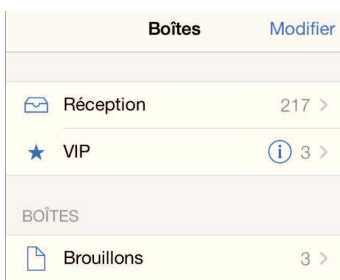 Boîtes Modifier
Réception 217
VIP 3
BOÎTES
Brouillons 3